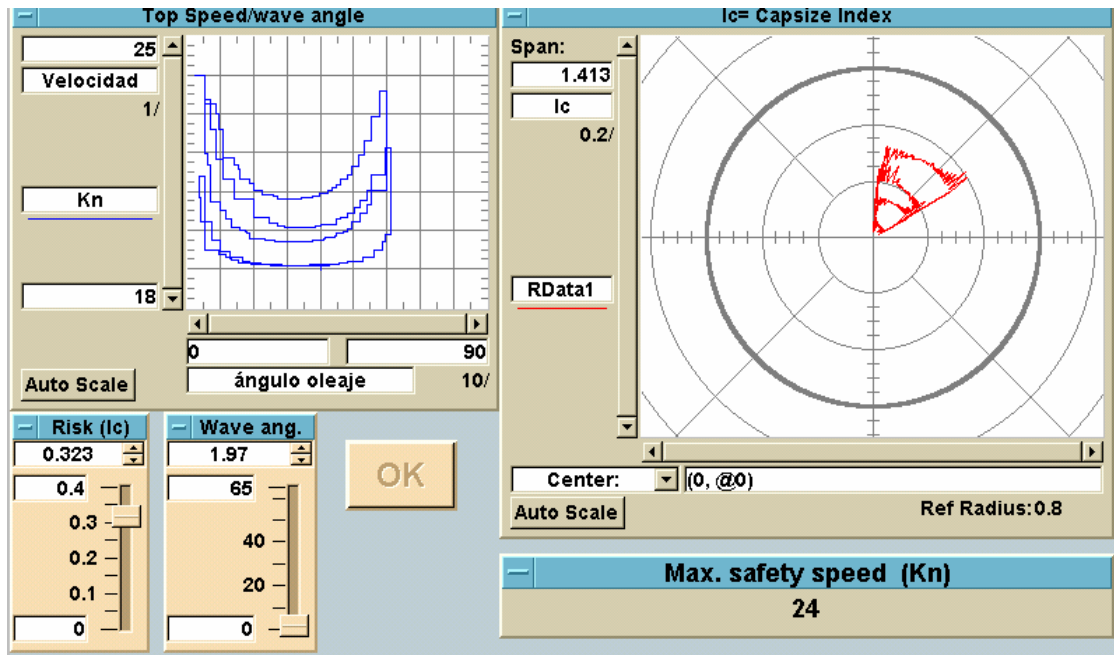 Top Speed/wave angle
25
Velocidad
1/
Kn
18
0
90
Auto Scale
ángulo oleaje
10/
Ic= Capsize Index
Span:
1.413
Ic
0.2/
RData1
Center:
(0, @0)
Auto Scale
Ref Radius:0.8
Risk (Ic)
0.323
0.4
0.3
0.2
0.1
0
Wave ang.
1.97
65
40
20
0
OK
Max. safety speed (Kn)
24